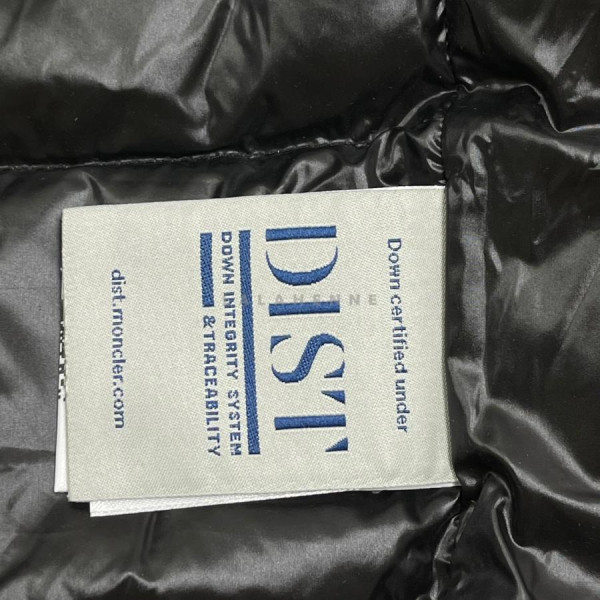 Down certified under
DIST
DOWN INTEGRITY SYSTEM
& TRACEABILITY
dist.moncler.com